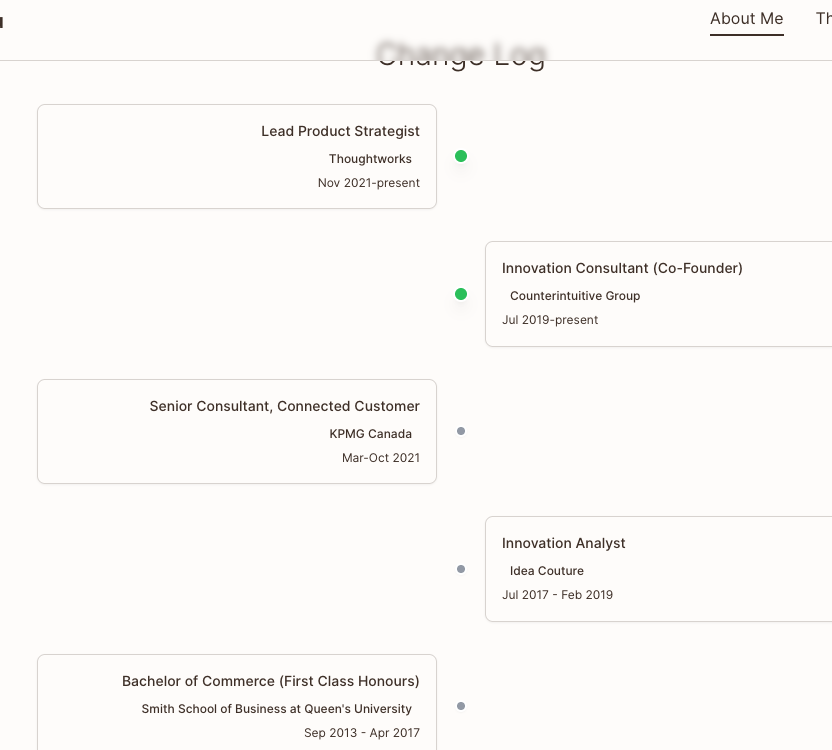 About Me
Change Log
Lead Product Strategist
Thoughtworks
Nov 2021-present
Innovation Consultant (Co-Founder)
Counterintuitive Group
Jul 2019-present
Senior Consultant, Connected Customer
KPMG Canada
Mar-Oct 2021
Innovation Analyst
Idea Couture
Jul 2017 - Feb 2019
Bachelor of Commerce (First Class Honours)
Smith School of Business at Queen's University
Sep 2013 - Apr 2017